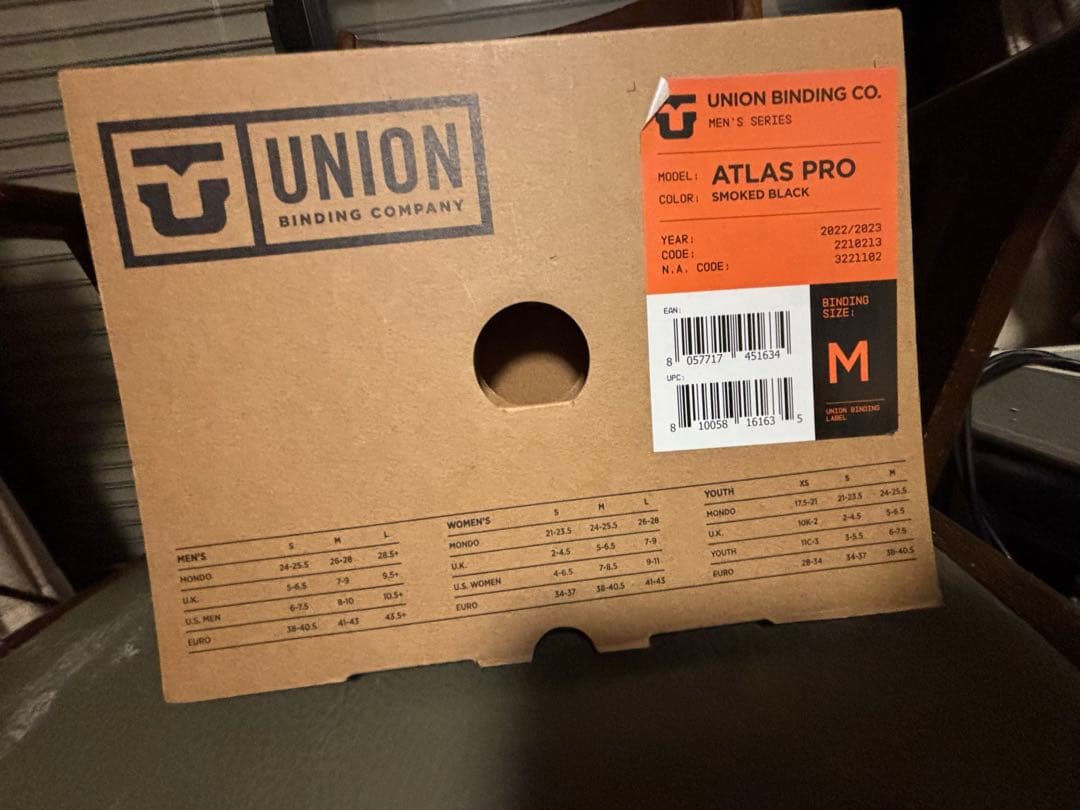 UNION
BINDING COMPANY
UNION BINDING CO.
MEN'S SERIES
MODEL: ATLAS PRO
COLOR: SMOKED BLACK
YEAR: 2022/2023
CODE: 2210213
N.A. CODE: 3221102
EAN:
8 057717 451634
UPC:
8 10058 16163 5
BINDING
SIZE:
M
UNION BINDING
LABEL
MEN'S S M L
MONDO 24-25.5 26-28 28.5+
U.K. 5-6.5 7-9 9.5+
U.S. MEN 6-7.5 8-10 10.5+
EURO 38-40.5 41-43 43.5+
WOMEN'S S M L
MONDO 21-23.5 24-25.5 26-28
U.K. 2-4.5 5-6.5 7-9
U.S. WOMEN 4-6.5 7-8.5 9-11
EURO 34-37 38-40.5 41-43
YOUTH XS S M
MONDO 17.5-21 21-23.5 24-25.5
U.K. 10K-2 2-4.5 5-6.5
YOUTH 11C-3 3-5.5 6-7.5
EURO 28-34 34-37 38-40.5